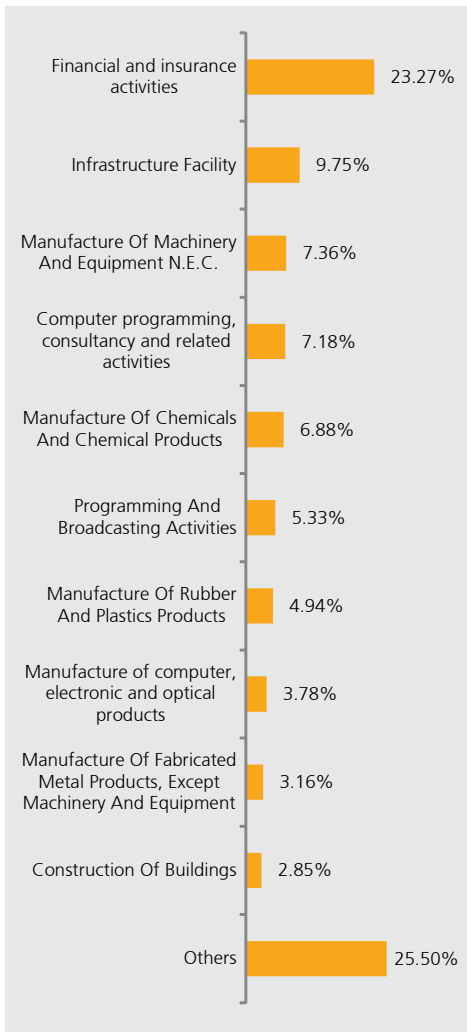 Financial and insurance
activities
23.27%
Infrastructure Facility
9.75%
Manufacture Of Machinery
And Equipment N.E.C.
7.36%
Computer programming,
consultancy and related
activities
7.18%
Manufacture Of Chemicals
And Chemical Products
6.88%
Programming And
Broadcasting Activities
5.33%
Manufacture Of Rubber
And Plastics Products
4.94%
Manufacture of computer,
electronic and optical
products
3.78%
Manufacture Of Fabricated
Metal Products, Except
Machinery And Equipment
3.16%
Construction Of Buildings
2.85%
Others
25.50%